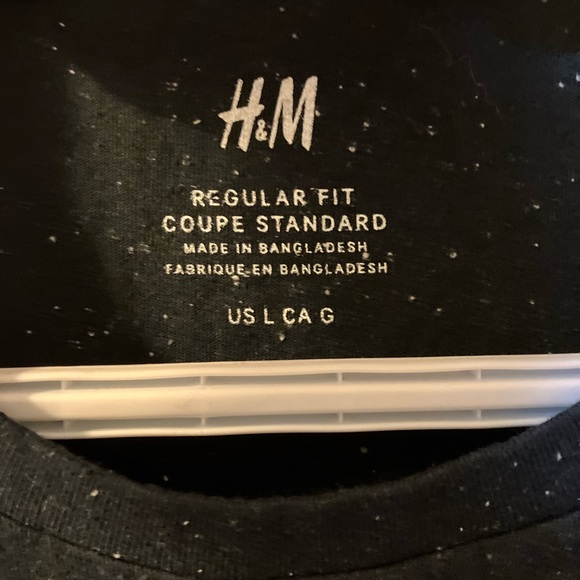 H&M
REGULAR FIT
COUPE STANDARD
MADE IN BANGLADESH
FABRIQUE EN BANGLADESH
US L CA G